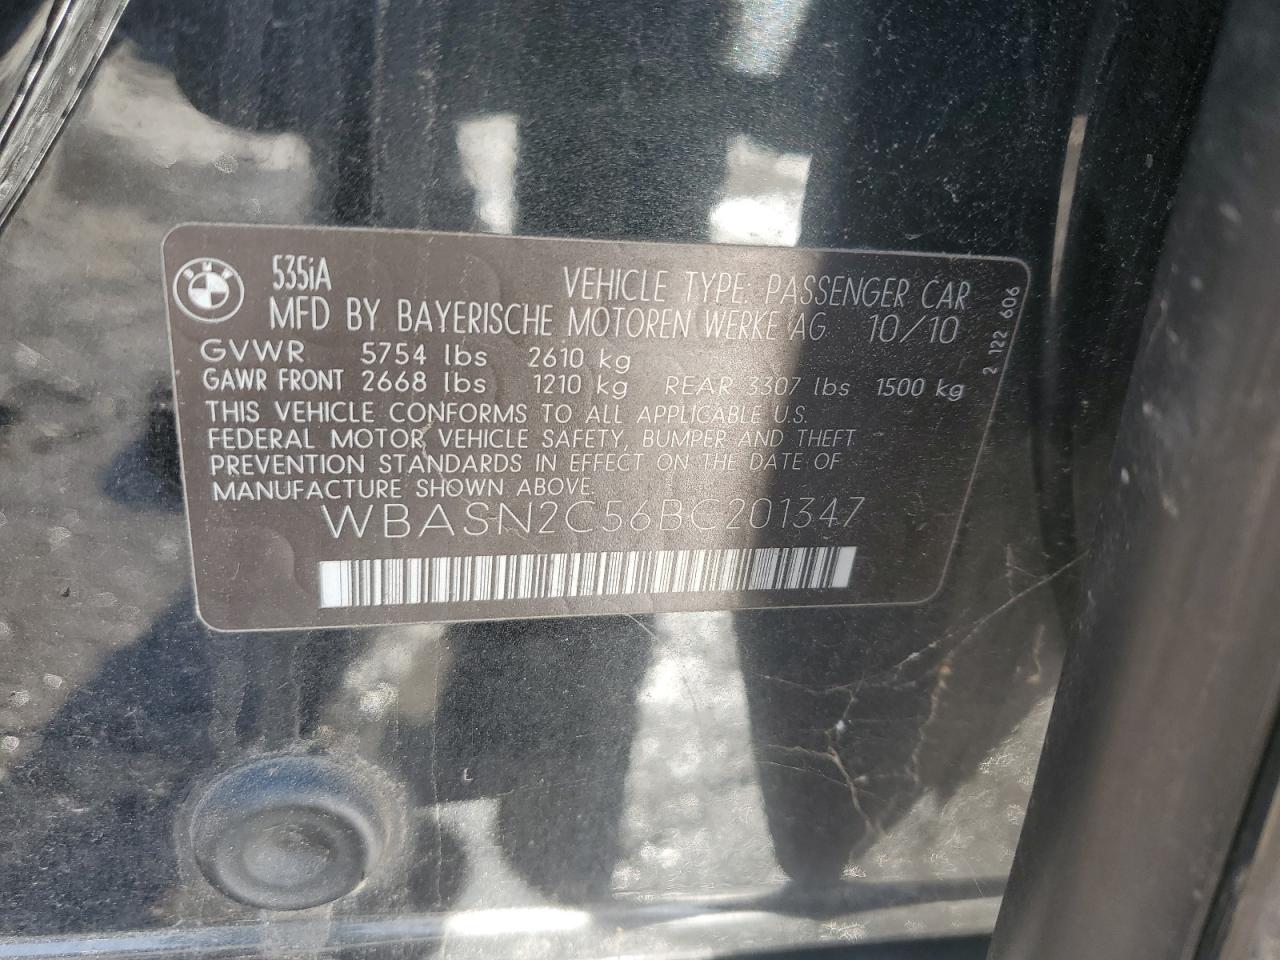 BMW
535iA
VEHICLE TYPE: PASSENGER CAR
MFD BY BAYERISCHE MOTOREN WERKE AG 10/10
GVWR 5754 lbs 2610 kg
GAWR FRONT 2668 lbs 1210 kg REAR 3307 lbs 1500 kg
THIS VEHICLE CONFORMS TO ALL APPLICABLE U.S.
FEDERAL MOTOR VEHICLE SAFETY, BUMPER AND THEFT
PREVENTION STANDARDS IN EFFECT ON THE DATE OF
MANUFACTURE SHOWN ABOVE.
WBASN2C56BC201347
2 122 606